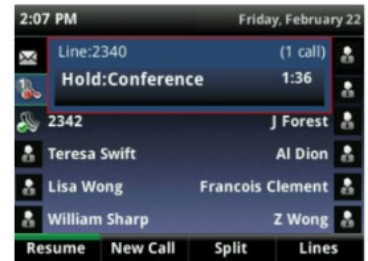 2:07 PM Friday, February 22
Line:2340 (1 call)
Hold:Conference 1:36
2342 J Forest
Teresa Swift Al Dion
Lisa Wong Francois Clement
William Sharp Z Wong
Resume New Call Split Lines